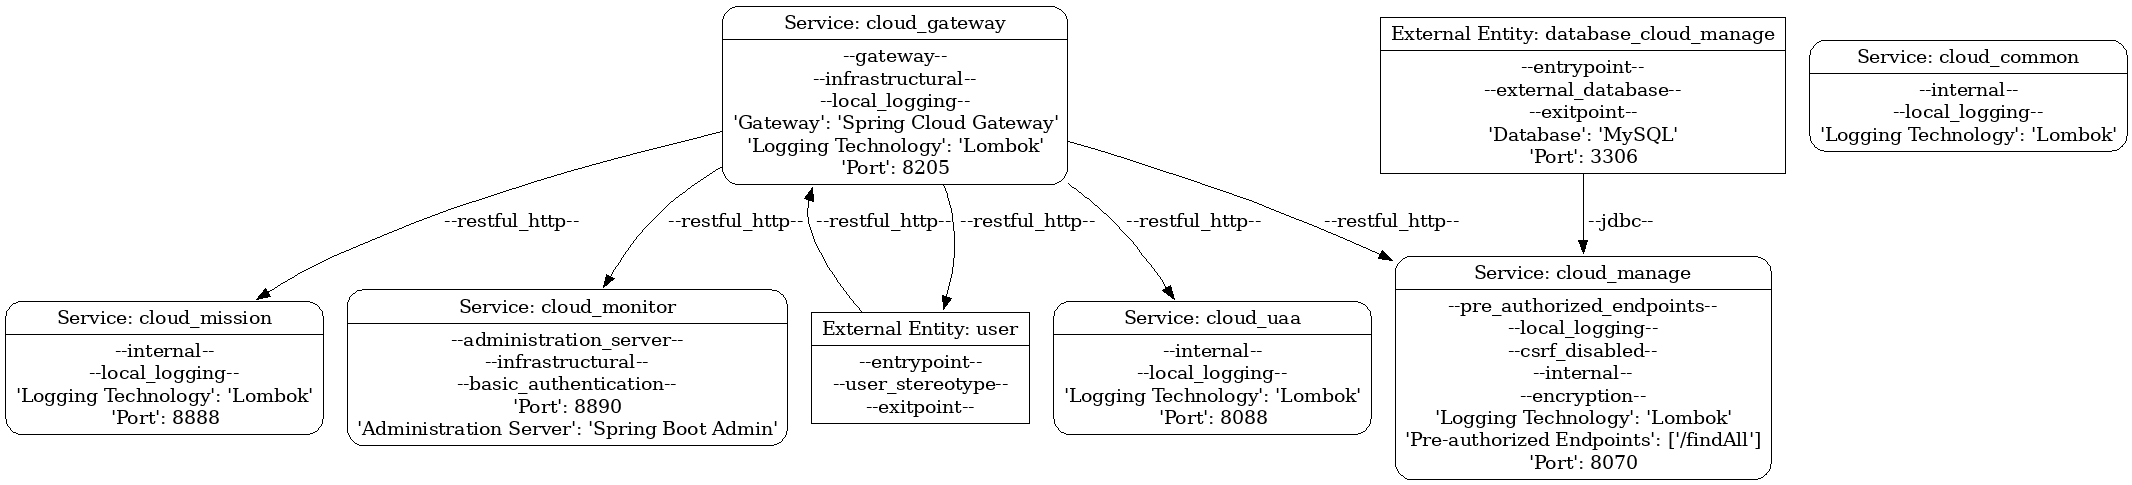 Service: cloud_gateway
--gateway--
--infrastructural--
--local_logging--
'Gateway': 'Spring Cloud Gateway'
'Logging Technology': 'Lombok'
'Port': 8205
External Entity: database_cloud_manage
--entrypoint--
--external_database--
--exitpoint--
'Database': 'MySQL'
'Port': 3306
Service: cloud_common
--internal--
--local_logging--
'Logging Technology': 'Lombok'
--restful_http--
--restful_http--
--restful_http--
--restful_http--
--restful_http--
--restful_http--
--jdbc--
Service: cloud_mission
--internal--
--local_logging--
'Logging Technology': 'Lombok'
'Port': 8888
Service: cloud_monitor
--administration_server--
--infrastructural--
--basic_authentication--
'Port': 8890
'Administration Server': 'Spring Boot Admin'
External Entity: user
--entrypoint--
--user_stereotype--
--exitpoint--
Service: cloud_uaa
--internal--
--local_logging--
'Logging Technology': 'Lombok'
'Port': 8088
Service: cloud_manage
--pre_authorized_endpoints--
--local_logging--
--csrf_disabled--
--internal--
--encryption--
'Logging Technology': 'Lombok'
'Pre-authorized Endpoints': ['/findAll']
'Port': 8070